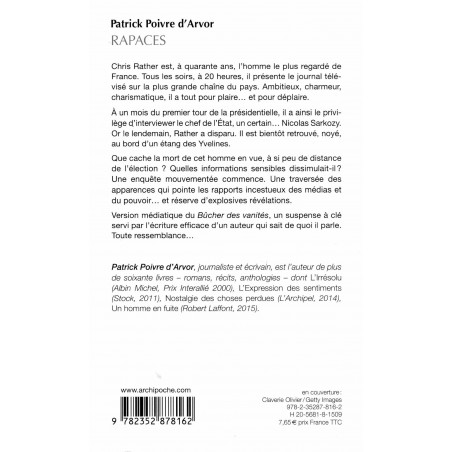 Patrick Poivre d'Arvor
RAPACES
Chris Rather est, à quarante ans, l'homme le plus regardé de
France. Tous les soirs, à 20 heures, il présente le journal télé-
visé sur la plus grande chaîne du pays. Ambitieux, charmeur,
charismatique, il a tout pour plaire… et pour déplaire.
À un mois du premier tour de la présidentielle, il a ainsi le privi-
lège d'interviewer le chef de l'État, un certain… Nicolas Sarkozy.
Or le lendemain, Rather a disparu. Il est bientôt retrouvé, noyé,
au bord d'un étang des Yvelines.
Que cache la mort de cet homme en vue, à si peu de distance
de l'élection ? Quelles informations sensibles dissimulait-il ?
Une enquête mouvementée commence. Une traversée des
apparences qui pointe les rapports incestueux des médias et
du pouvoir… et réserve d'explosives révélations.
Version médiatique du Bûcher des vanités, un suspense à clé
servi par l'écriture efficace d'un auteur qui sait de quoi il parle.
Toute ressemblance…
Patrick Poivre d'Arvor, journaliste et écrivain, est l'auteur de plus
de soixante livres – romans, récits, anthologies – dont L'Irrésolu
(Albin Michel, Prix Interallié 2000), L'Expression des sentiments
(Stock, 2011), Nostalgie des choses perdues (L'Archipel, 2014),
Un homme en fuite (Robert Laffont, 2015).
www.archipoche.com
9 782352 878162
en couverture :
Claverie Olivier / Getty Images
978-2-35287-816-2
H 20-5681-8-1509
7,65 € prix France TTC